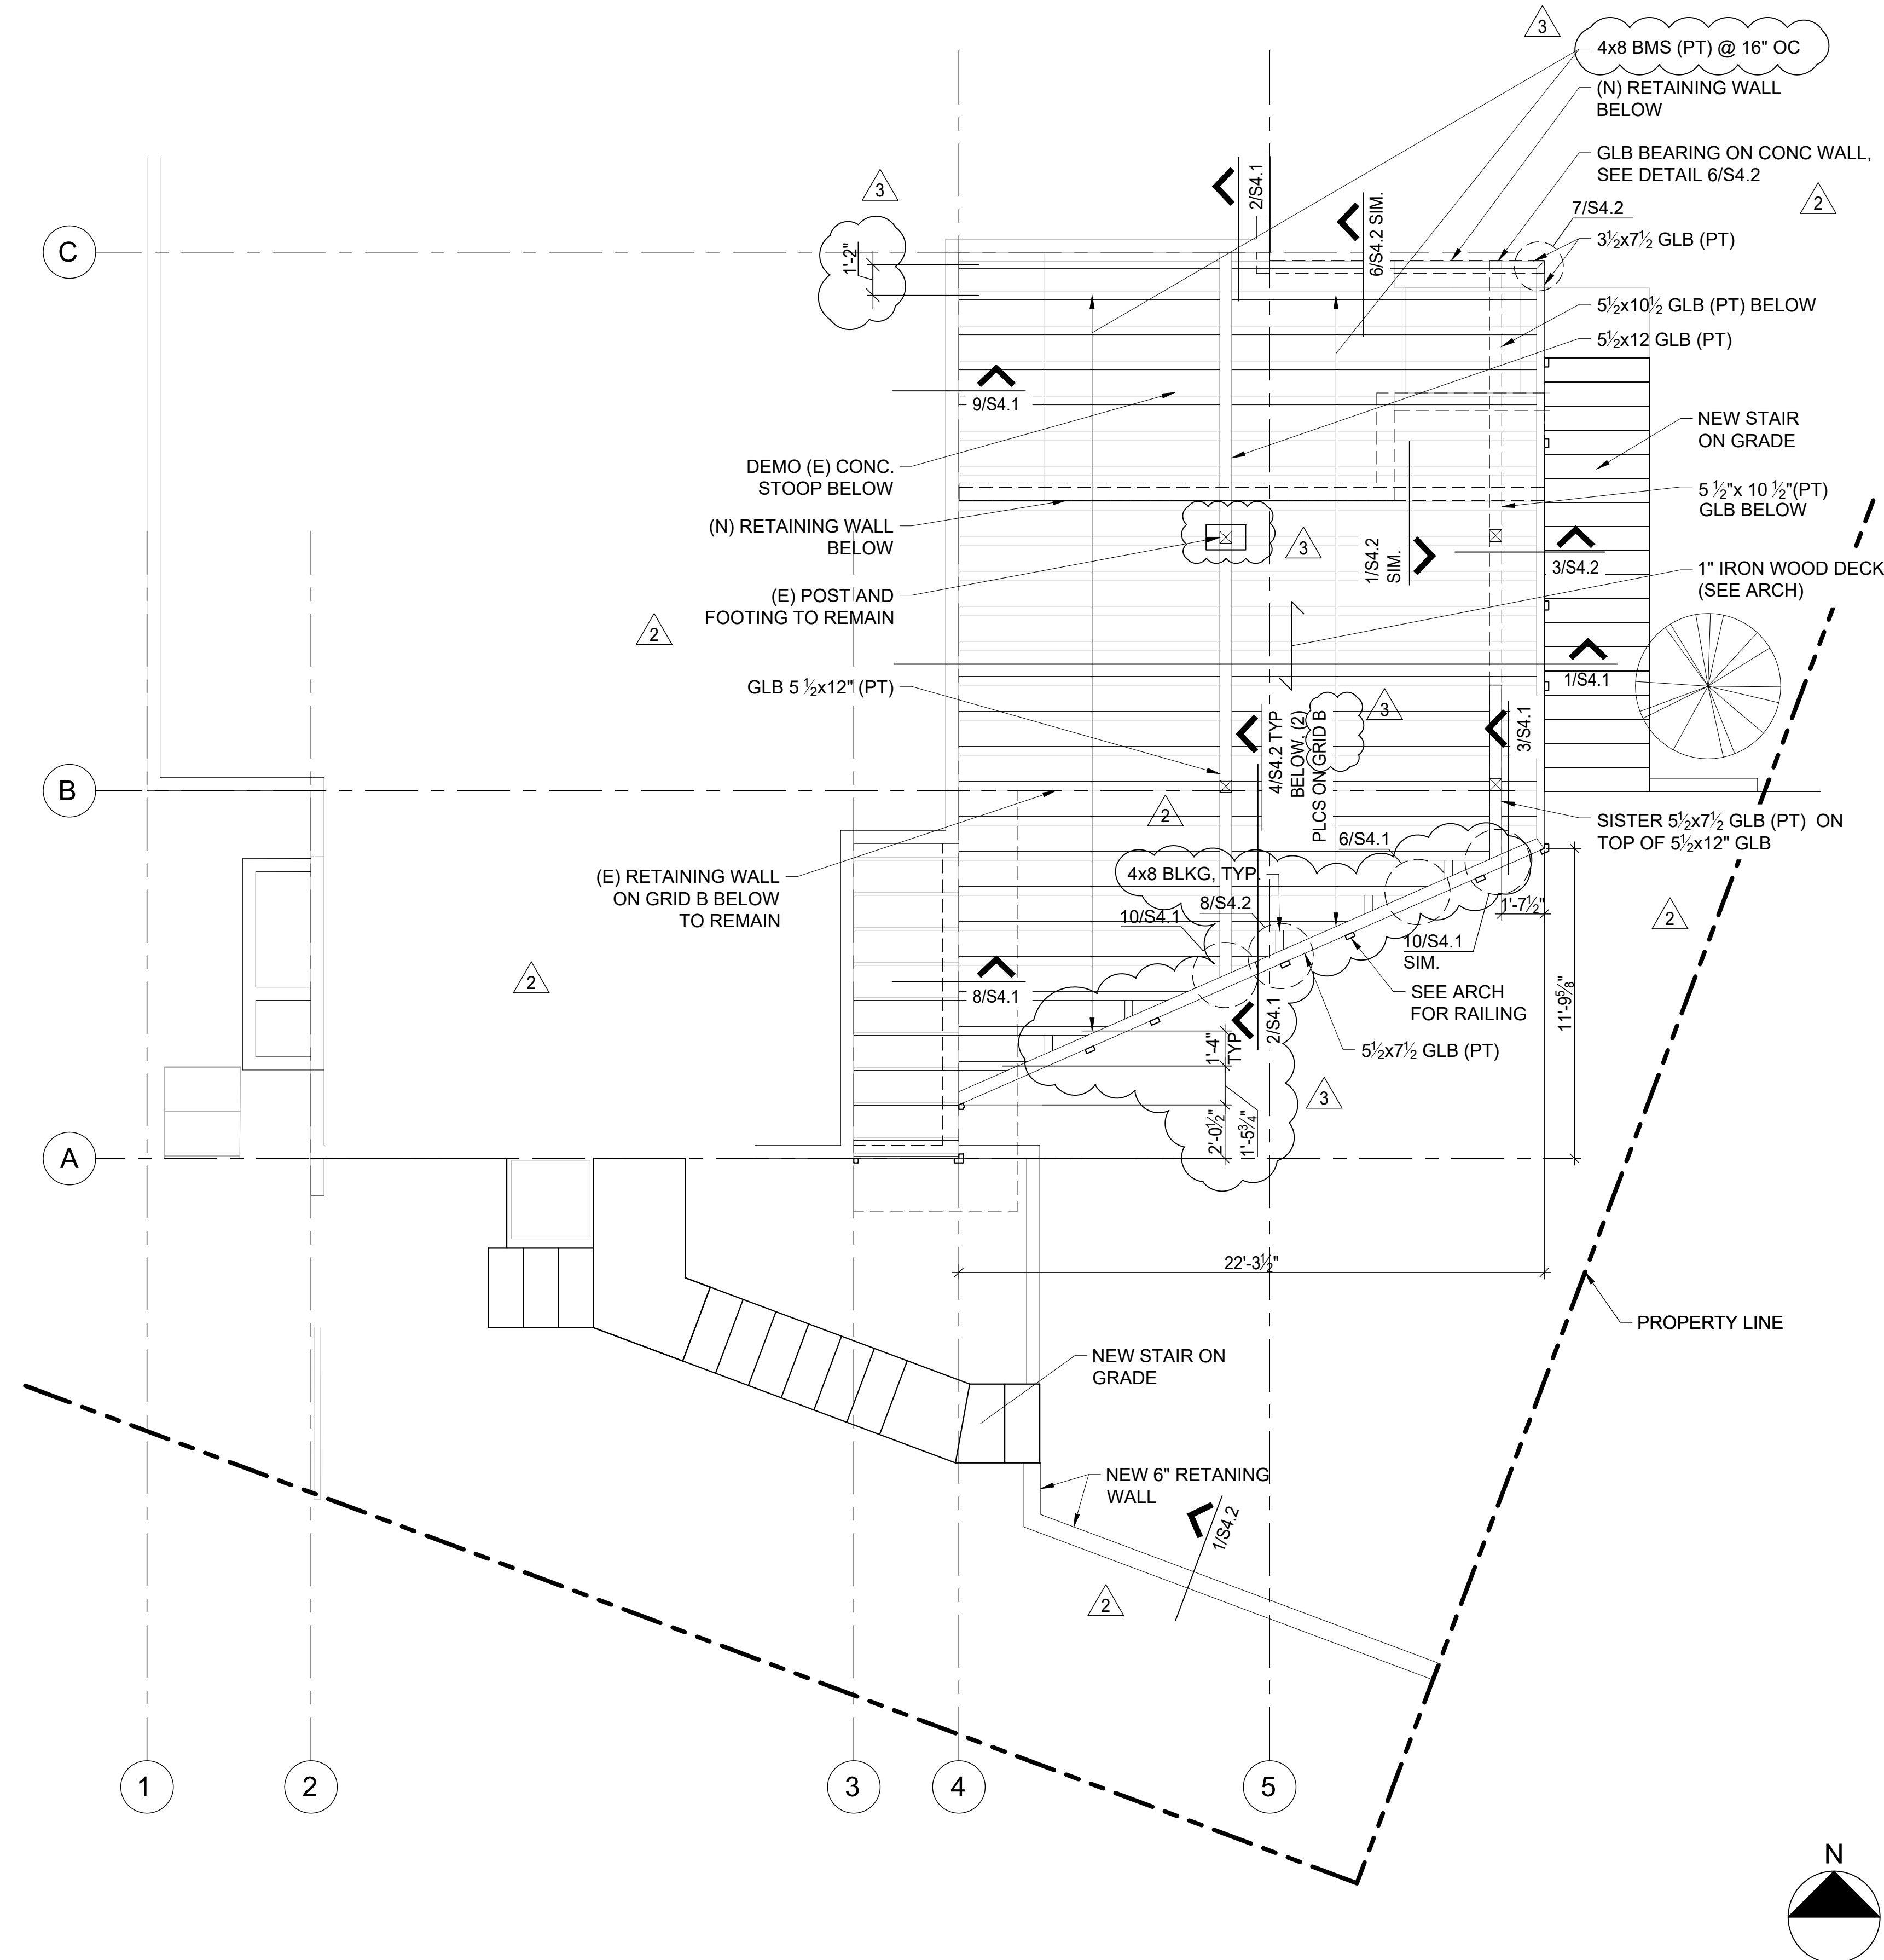 3
4x8 BMS (PT) @ 16" OC
(N) RETAINING WALL
BELOW
GLB BEARING ON CONC WALL,
SEE DETAIL 6/S4.2
2
7/S4.2
3½x7½ GLB (PT)
5½x10½ GLB (PT) BELOW
5½x12 GLB (PT)
3
1'-2"
2/S4.1
6/S4.2 SIM.
C
9/S4.1
NEW STAIR
ON GRADE
DEMO (E) CONC.
STOOP BELOW
5 ½"x 10 ½"(PT)
GLB BELOW
(N) RETAINING WALL
BELOW
3
1/S4.2
SIM.
3/S4.2
1" IRON WOOD DECK
(SEE ARCH)
(E) POST AND
FOOTING TO REMAIN
2
GLB 5 ½x12" (PT)
1/S4.1
3
4/S4.2 TYP
BELOW, (2)
PLCS ON GRID B
3/S4.1
B
2
SISTER 5½x7½ GLB (PT) ON
TOP OF 5½x12" GLB
6/S4.1
(E) RETAINING WALL
ON GRID B BELOW
TO REMAIN
4x8 BLKG, TYP.
8/S4.2
10/S4.1
1'-7½"
2
10/S4.1
SIM.
2
8/S4.1
SEE ARCH
FOR RAILING
11'-9⅝"
2/S4.1
1'-4"
TYP
5½x7½ GLB (PT)
3
2'-0½"
1'-5¾"
A
22'-3½"
PROPERTY LINE
NEW STAIR ON
GRADE
NEW 6" RETANING
WALL
1/S4.2
2
1
2
3
4
5
N